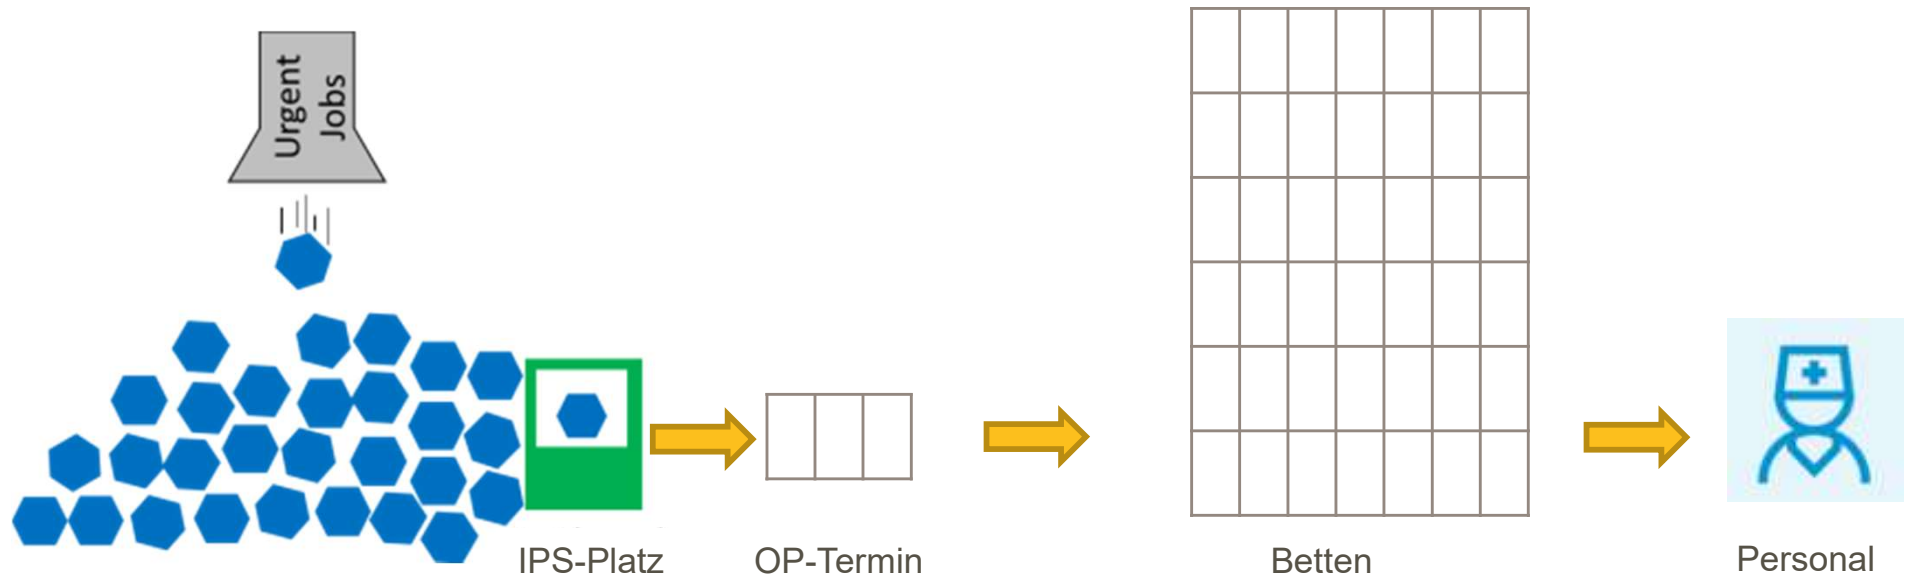 Urgent
Jobs
IPS-Platz
OP-Termin
Betten
Personal